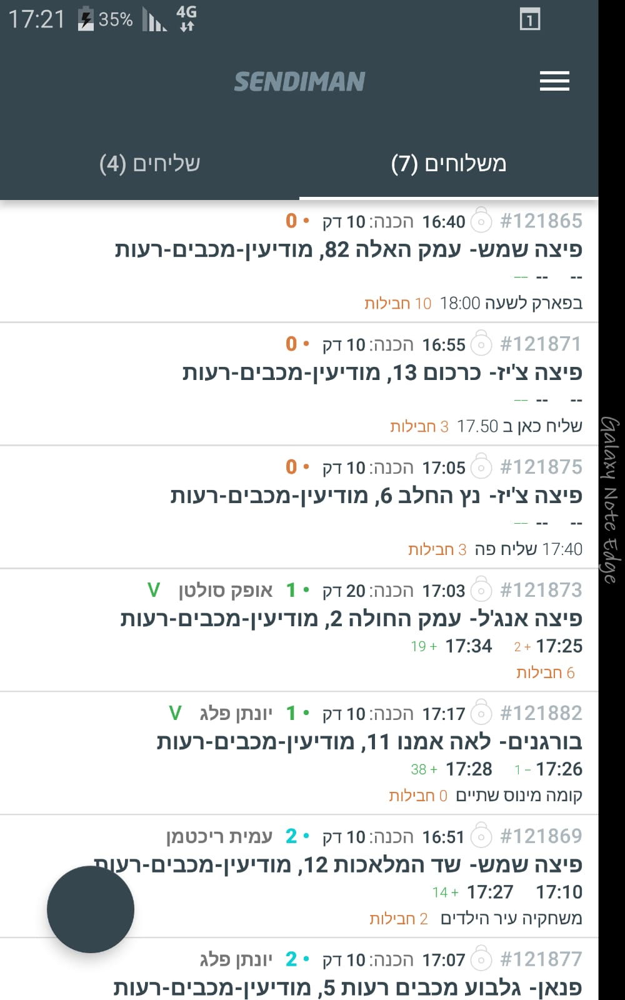 17:21 35% 4G 1
SENDIMAN
משלוחים (7)
שליחים (4)
#121865 16:40 הכנה: 10 דק • 0
פיצה שמש- עמק האלה 82, מודיעין-מכבים-רעות
-- -- --
בפארק לשעה 18:00 10 חבילות
#121871 16:55 הכנה: 10 דק • 0
פיצה צ'יז- כרכום 13, מודיעין-מכבים-רעות
-- -- --
שליח כאן ב 17.50 3 חבילות
#121875 17:05 הכנה: 10 דק • 0
פיצה צ'יז- נץ החלב 6, מודיעין-מכבים-רעות
-- -- --
17:40 שליח פה 3 חבילות
#121873 17:03 הכנה: 20 דק • 1 אופק סולטן V
פיצה אנג'ל- עמק החולה 2, מודיעין-מכבים-רעות
17:25 + 2 17:34 + 19
6 חבילות
#121882 17:17 הכנה: 10 דק • 1 יונתן פלג V
בורגנים- לאה אמנו 11, מודיעין-מכבים-רעות
17:26 − 1 17:28 + 38
קומה מינוס שתיים 0 חבילות
#121869 16:51 הכנה: 10 דק • 2 עמית ריכטמן
פיצה שמש- שד המלאכות 12, מודיעין-מכבים-רעות
17:10 17:27 + 14
משחקיה עיר הילדים 2 חבילות
#121877 17:07 הכנה: 10 דק • 2 יונתן פלג
פנאן- גלבוע מכבים רעות 5, מודיעין-מכבים-רעות
Galaxy Note Edge